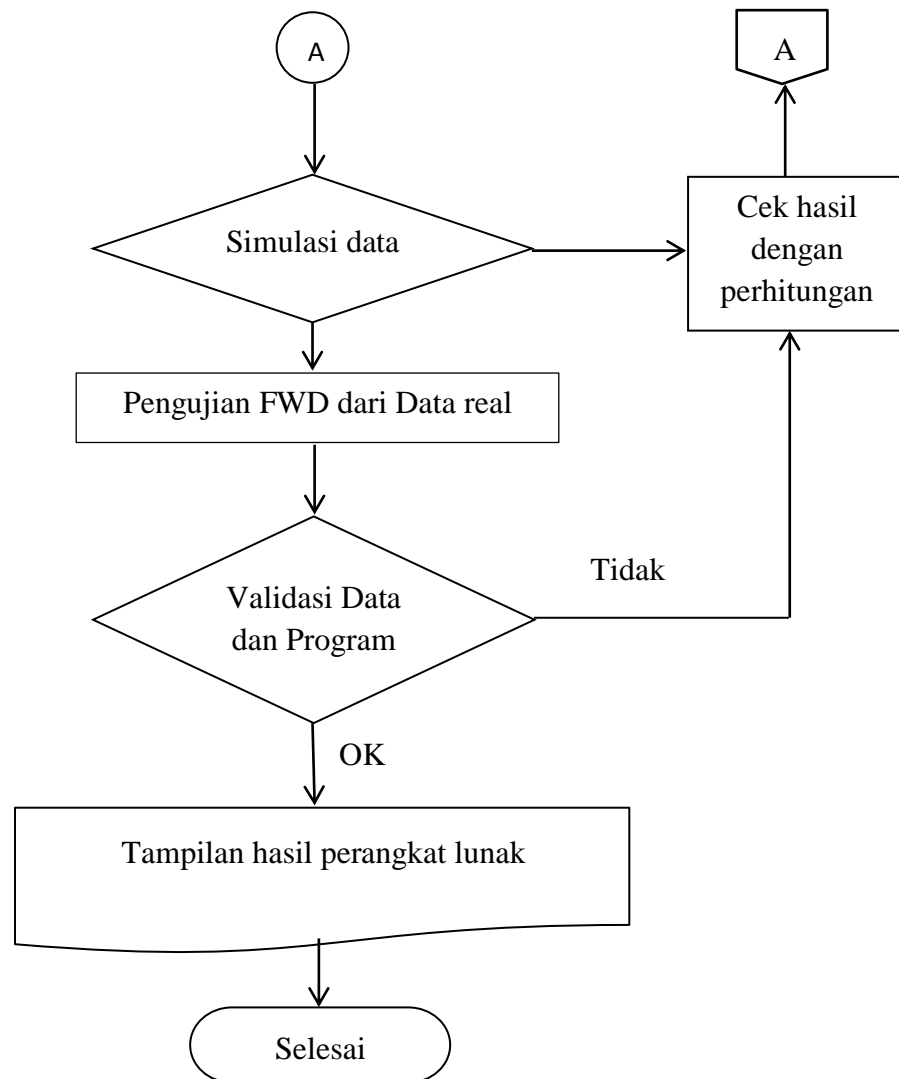 A
A
Simulasi data
Cek hasil
dengan
perhitungan
Pengujian FWD dari Data real
Validasi Data
dan Program
Tidak
OK
Tampilan hasil perangkat lunak
Selesai